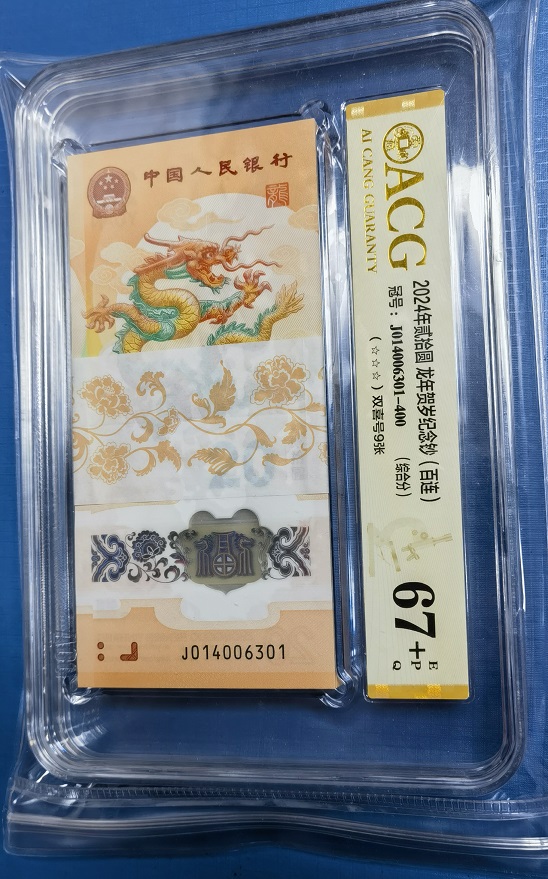 中国人民银行
龍
J014006301
ACG
AI CANG GUARANTY
2024年贰拾圆 龙年贺岁纪念钞（百连）
冠号：J014006301-400
（☆☆☆）双喜号9张
（综合分）
67+
EPQ